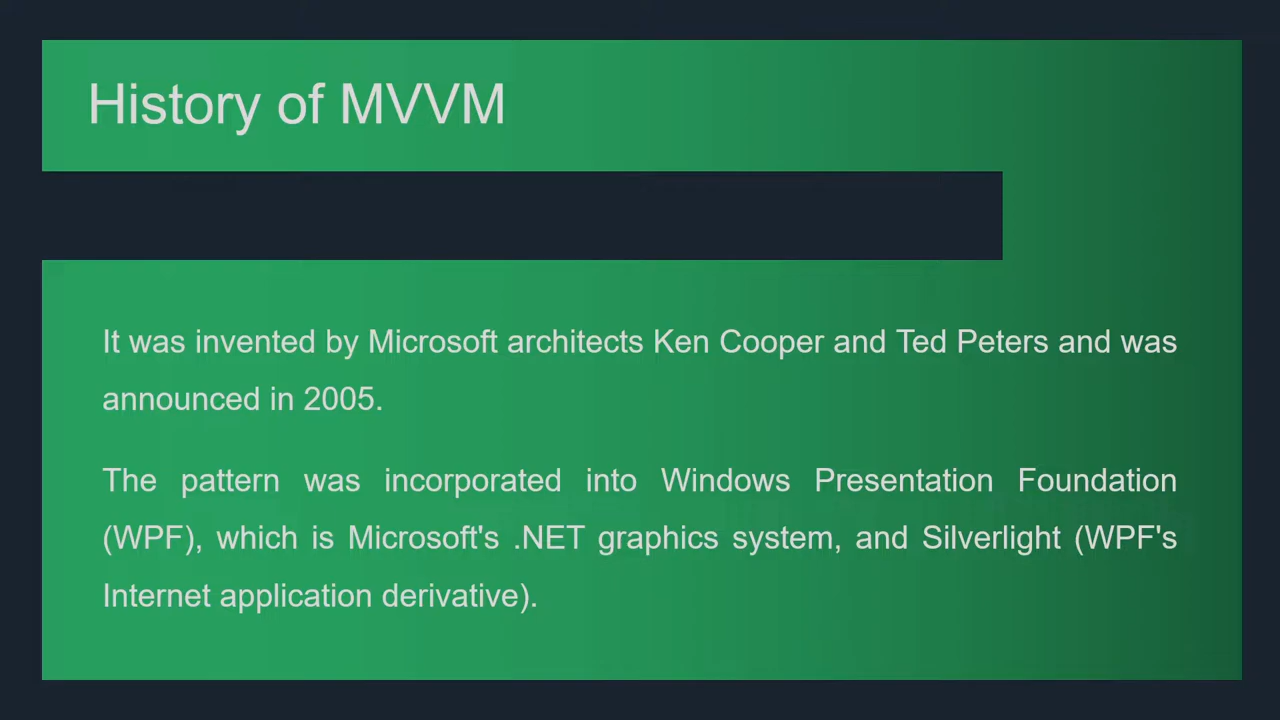 History of MVVM
It was invented by Microsoft architects Ken Cooper and Ted Peters and was
announced in 2005.
The pattern was incorporated into Windows Presentation Foundation
(WPF), which is Microsoft's .NET graphics system, and Silverlight (WPF's
Internet application derivative).